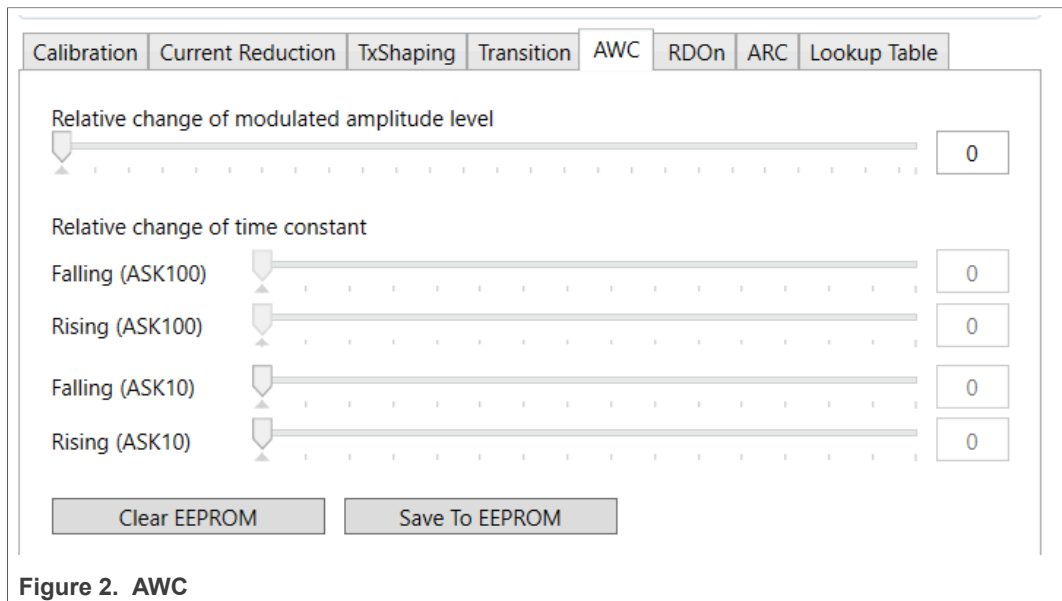 Calibration Current Reduction TxShaping Transition AWC RDOn ARC Lookup Table
Relative change of modulated amplitude level
0
Relative change of time constant
Falling (ASK100) 0
Rising (ASK100) 0
Falling (ASK10) 0
Rising (ASK10) 0
Clear EEPROM Save To EEPROM
Figure 2. AWC